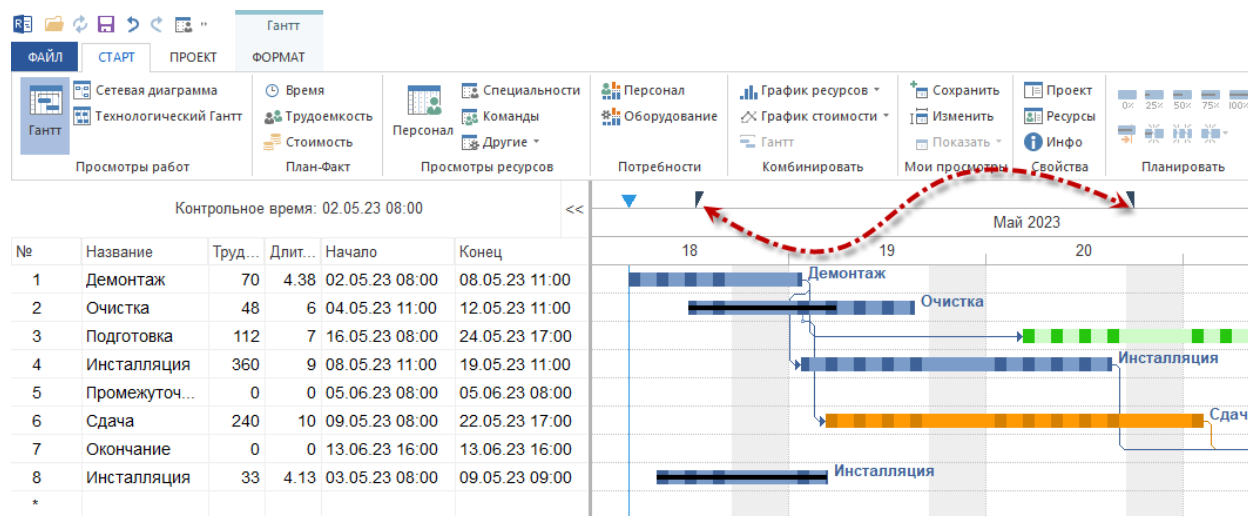 RE
Гантт
ФАЙЛ СТАРТ ПРОЕКТ ФОРМАТ
Сетевая диаграмма Время Специальности Персонал График ресурсов Сохранить Проект
0× 25× 50× 75× 100×
Технологический Гантт Трудоемкость Команды Оборудование График стоимости Изменить Ресурсы
Гантт Стоимость Персонал Другие Гантт Показать Инфо
Просмотры работ План-Факт Просмотры ресурсов Потребности Комбинировать Мои просмотры Свойства Планировать
Контрольное время: 02.05.23 08:00 <<
Май 2023
№ Название Труд... Длит... Начало Конец 18 19 20
1 Демонтаж 70 4.38 02.05.23 08:00 08.05.23 11:00 Демонтаж
2 Очистка 48 6 04.05.23 11:00 12.05.23 11:00 Очистка
3 Подготовка 112 7 16.05.23 08:00 24.05.23 17:00
4 Инсталляция 360 9 08.05.23 11:00 19.05.23 11:00 Инсталляция
5 Промежуточ... 0 0 05.06.23 08:00 05.06.23 08:00
6 Сдача 240 10 09.05.23 08:00 22.05.23 17:00 Сдач
7 Окончание 0 0 13.06.23 16:00 13.06.23 16:00
8 Инсталляция 33 4.13 03.05.23 08:00 09.05.23 09:00 Инсталляция
*